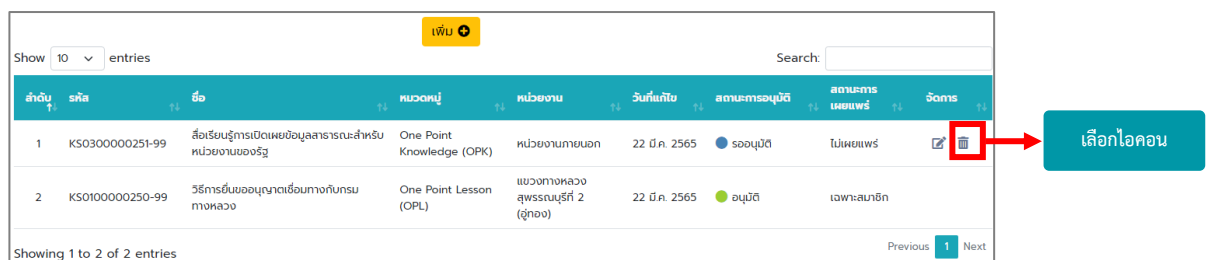 เพิ่ม
Show 10 entries Search:
ลำดับ รหัส ชื่อ หมวดหมู่ หน่วยงาน วันที่แก้ไข สถานะการอนุมัติ สถานะการเผยแพร่ จัดการ
1 KS0300000251-99 สื่อเรียนรู้การเปิดเผยข้อมูลสาธารณะสำหรับ One Point หน่วยงานภายนอก 22 มี.ค. 2565 รออนุมัติ ไม่เผยแพร่
หน่วยงานของรัฐ Knowledge (OPK)
เลือกไอคอน
แขวงทางหลวง
2 KS0100000250-99 วิธีการยื่นขออนุญาตเชื่อมทางกับกรม One Point Lesson สุพรรณบุรีที่ 2 22 มี.ค. 2565 อนุมัติ เฉพาะสมาชิก
ทางหลวง (OPL) (อู่ทอง)
Showing 1 to 2 of 2 entries Previous 1 Next